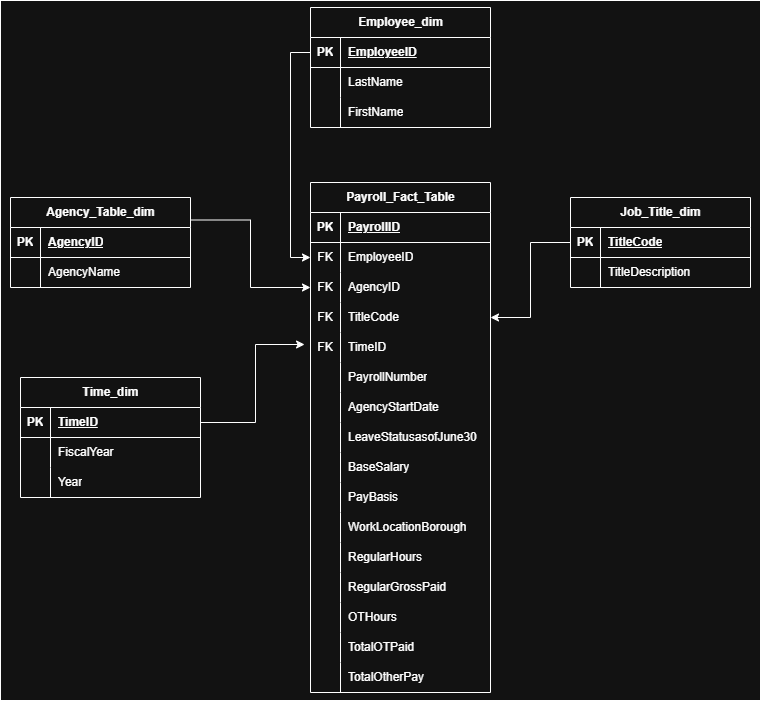 Employee_dim
PK EmployeeID
LastName
FirstName
Agency_Table_dim
PK AgencyID
AgencyName
Payroll_Fact_Table
PK PayrollID
FK EmployeeID
FK AgencyID
FK TitleCode
FK TimeID
PayrollNumber
AgencyStartDate
LeaveStatusasofJune30
BaseSalary
PayBasis
WorkLocationBorough
RegularHours
RegularGrossPaid
OTHours
TotalOTPaid
TotalOtherPay
Job_Title_dim
PK TitleCode
TitleDescription
Time_dim
PK TimeID
FiscalYear
Year